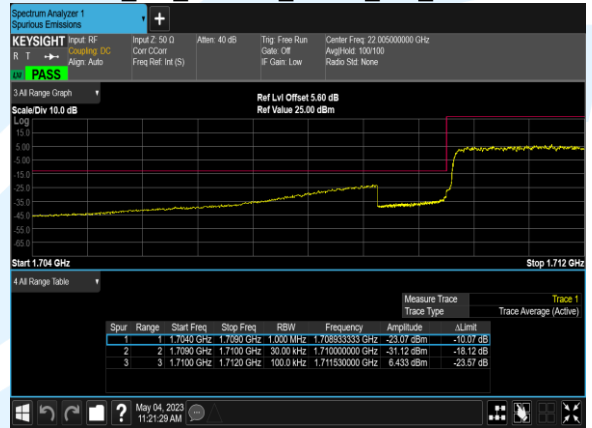 Spectrum Analyzer 1
Spurious Emissions
KEYSIGHT Input: RF Input Z: 50 Ω Atten: 40 dB Trig: Free Run Center Freq: 22.005000000 GHz
R T Coupling: DC Corr CCorr Gate: Off Avg|Hold: 100/100
Align: Auto Freq Ref: Int (S) IF Gain: Low Radio Std: None
LXI PASS
3 All Range Graph
Ref Lvl Offset 5.60 dB
Scale/Div 10.0 dB Ref Value 25.00 dBm
Log
15.0
5.00
-5.00
-15.0
-25.0
-35.0
-45.0
-55.0
-65.0
Start 1.704 GHz Stop 1.712 GHz
4 All Range Table
Measure Trace Trace 1
Trace Type Trace Average (Active)
Spur Range Start Freq Stop Freq RBW Frequency Amplitude ΔLimit
1 1 1.7040 GHz 1.7090 GHz 1.000 MHz 1.708933333 GHz -23.07 dBm -10.07 dB
2 2 1.7090 GHz 1.7100 GHz 30.00 kHz 1.710000000 GHz -31.12 dBm -18.12 dB
3 3 1.7100 GHz 1.7120 GHz 100.0 kHz 1.711530000 GHz 6.433 dBm -23.57 dB
? May 04, 2023
11:21:29 AM